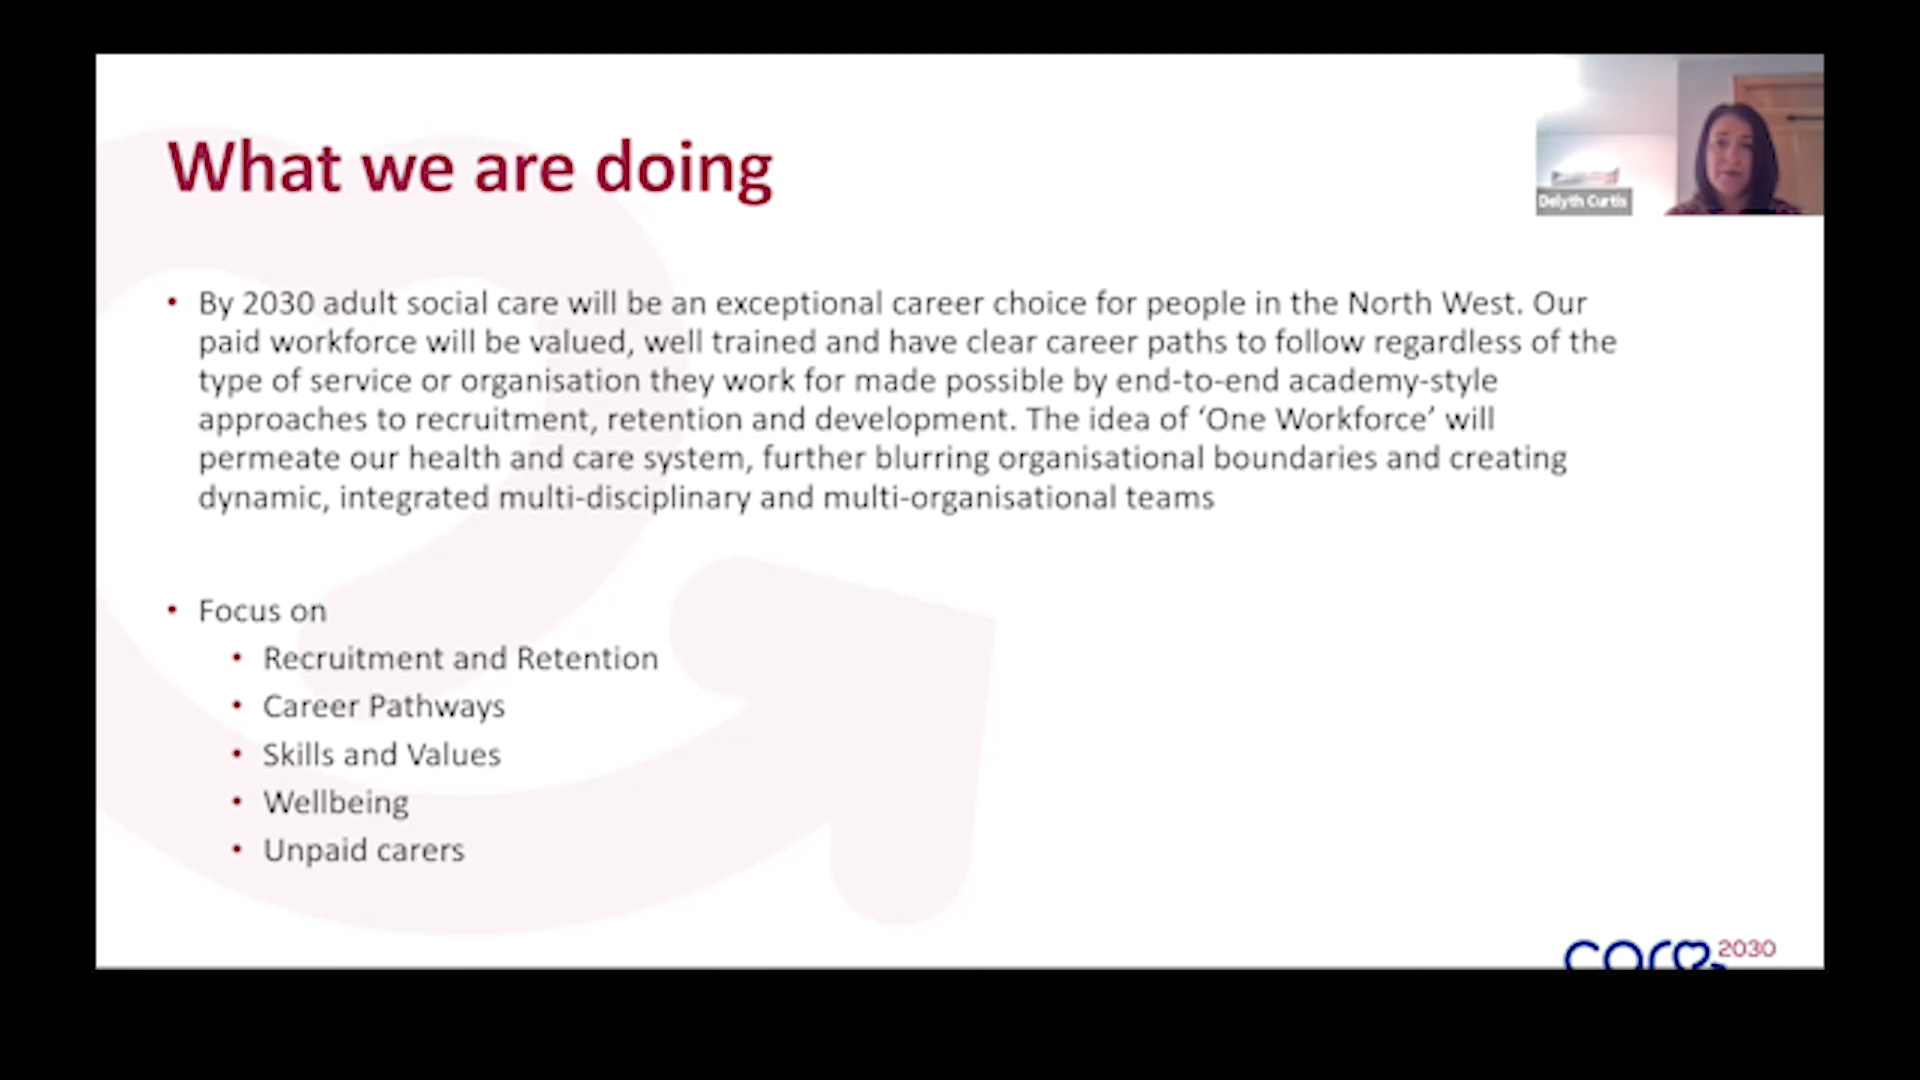 What we are doing
Delyth Curtis
• By 2030 adult social care will be an exceptional career choice for people in the North West. Our
paid workforce will be valued, well trained and have clear career paths to follow regardless of the
type of service or organisation they work for made possible by end-to-end academy-style
approaches to recruitment, retention and development. The idea of ‘One Workforce’ will
permeate our health and care system, further blurring organisational boundaries and creating
dynamic, integrated multi-disciplinary and multi-organisational teams
• Focus on
• Recruitment and Retention
• Career Pathways
• Skills and Values
• Wellbeing
• Unpaid carers
care 2030